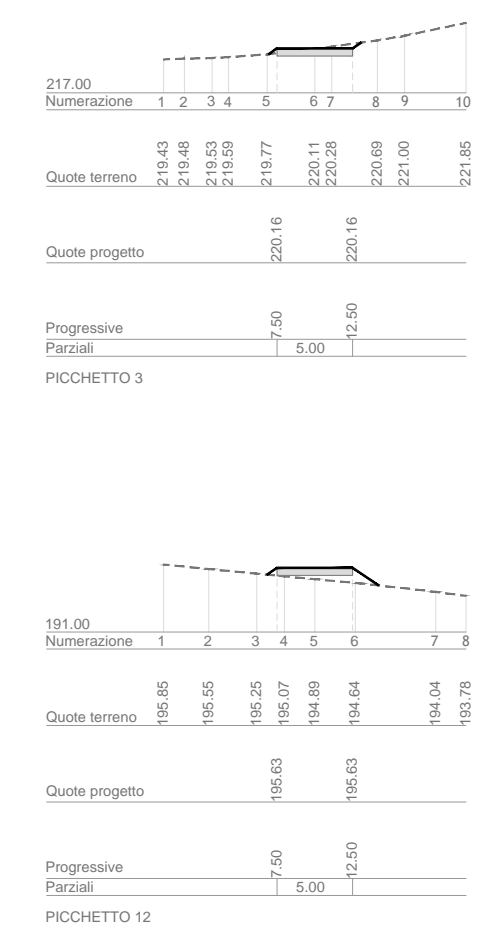 217.00
Numerazione 1 2 3 4 5 6 7 8 9 10
Quote terreno 219.43 219.48 219.53 219.59 219.77 220.11 220.28 220.69 221.00 221.85
Quote progetto 220.16 220.16
Progressive 7.50 12.50
Parziali 5.00
PICCHETTO 3
191.00
Numerazione 1 2 3 4 5 6 7 8
Quote terreno 195.85 195.55 195.25 195.07 194.89 194.64 194.04 193.78
Quote progetto 195.63 195.63
Progressive 7.50 12.50
Parziali 5.00
PICCHETTO 12